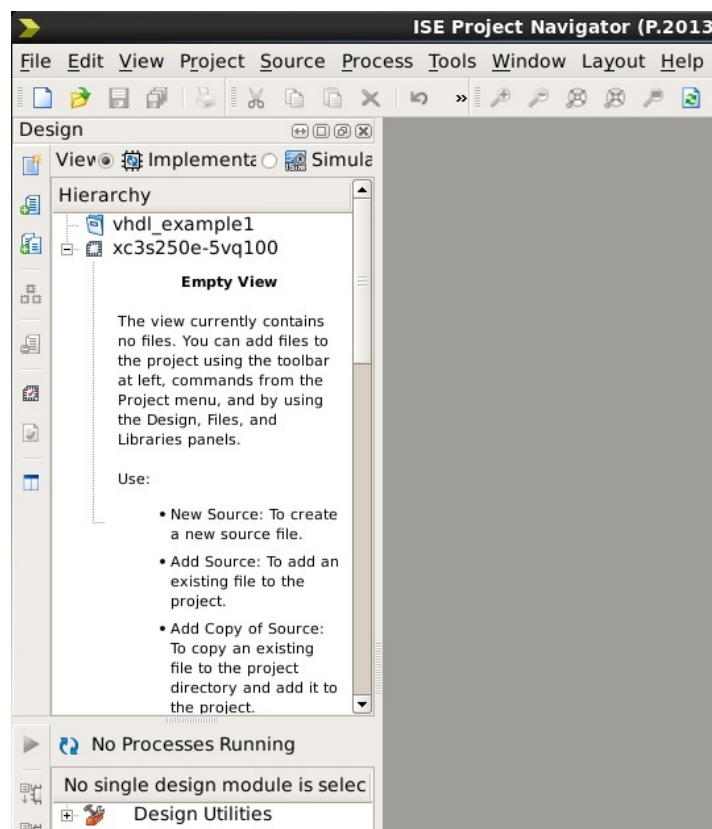 ISE Project Navigator (P.2013
File Edit View Project Source Process Tools Window Layout Help
»
Design
View Implementa Simula
Hierarchy
vhdl_example1
xc3s250e-5vq100
Empty View
The view currently contains
no files. You can add files to
the project using the toolbar
at left, commands from the
Project menu, and by using
the Design, Files, and
Libraries panels.
Use:
• New Source: To create
a new source file.
• Add Source: To add an
existing file to the
project.
• Add Copy of Source:
To copy an existing
file to the project
directory and add it to
the project.
No Processes Running
No single design module is selec
Design Utilities